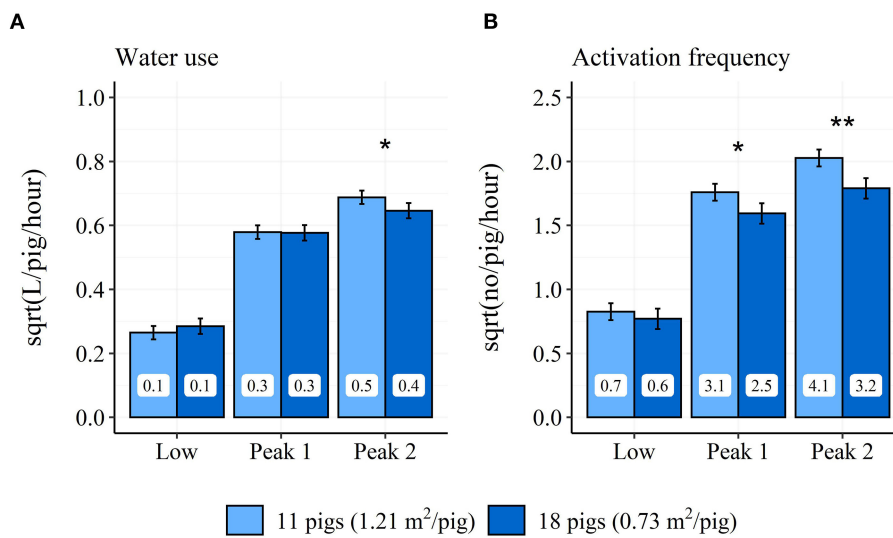 A
Water use
1.0
0.8
0.6
0.4
0.2
0.0
sqrt(L/pig/hour)
*
0.1 0.1 0.3 0.3 0.5 0.4
Low Peak 1 Peak 2
B
Activation frequency
2.5
2.0
1.5
1.0
0.5
0.0
sqrt(no/pig/hour)
* **
0.7 0.6 3.1 2.5 4.1 3.2
Low Peak 1 Peak 2
11 pigs (1.21 m²/pig) 18 pigs (0.73 m²/pig)